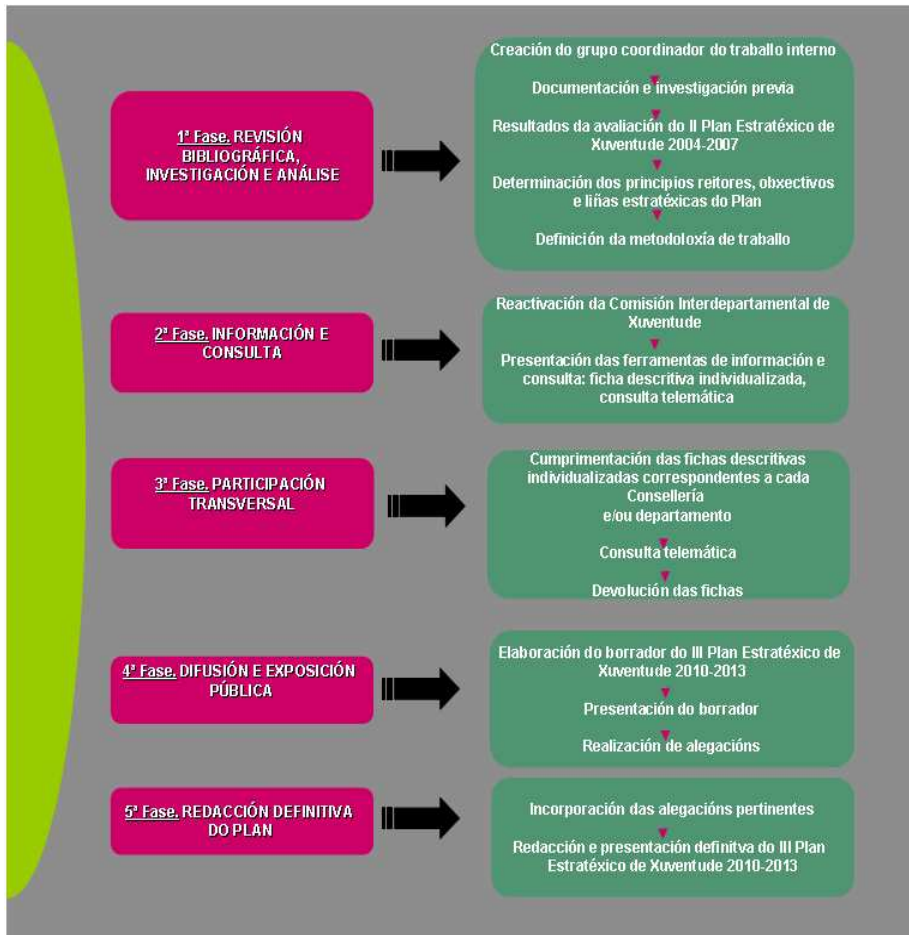 Creación do grupo coordinador do traballo interno
Documentación e investigación previa
1ª Fase. REVISIÓN
BIBLIOGRÁFICA,
INVESTIGACIÓN E ANÁLISE
Resultados da avaliación do II Plan Estratéxico de
Xuventude 2004-2007
Determinación dos principios reitores, obxectivos
e liñas estratéxicas do Plan
Definición da metodoloxía de traballo
2ª Fase. INFORMACIÓN E
CONSULTA
Reactivación da Comisión Interdepartamental de
Xuventude
Presentación das ferramentas de información e
consulta: ficha descritiva individualizada,
consulta telemática
3ª Fase. PARTICIPACIÓN
TRANSVERSAL
Cumprimentación das fichas descritivas
individualizadas correspondentes a cada
Consellería
e/ou departamento
Consulta telemática
Devolución das fichas
4ª Fase. DIFUSIÓN E EXPOSICIÓN
PÚBLICA
Elaboración do borrador do III Plan Estratéxico de
Xuventude 2010-2013
Presentación do borrador
Realización de alegacións
5ª Fase. REDACCIÓN DEFINITIVA
DO PLAN
Incorporación das alegacións pertinentes
Redacción e presentación definitva do III Plan
Estratéxico de Xuventude 2010-2013